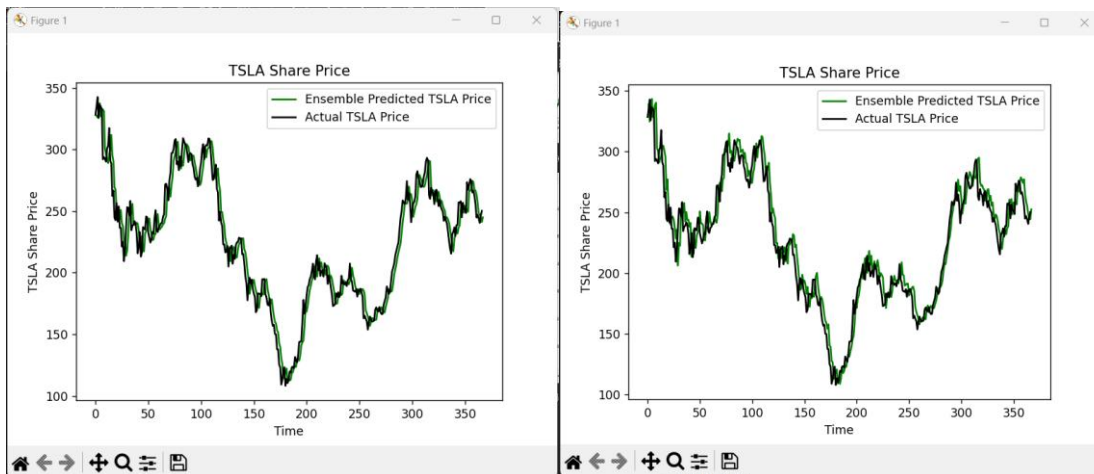 Figure 1
TSLA Share Price
Ensemble Predicted TSLA Price
Actual TSLA Price
350
300
250
200
150
100
TSLA Share Price
0 50 100 150 200 250 300 350
Time
Figure 1
TSLA Share Price
Ensemble Predicted TSLA Price
Actual TSLA Price
350
300
250
200
150
100
TSLA Share Price
0 50 100 150 200 250 300 350
Time